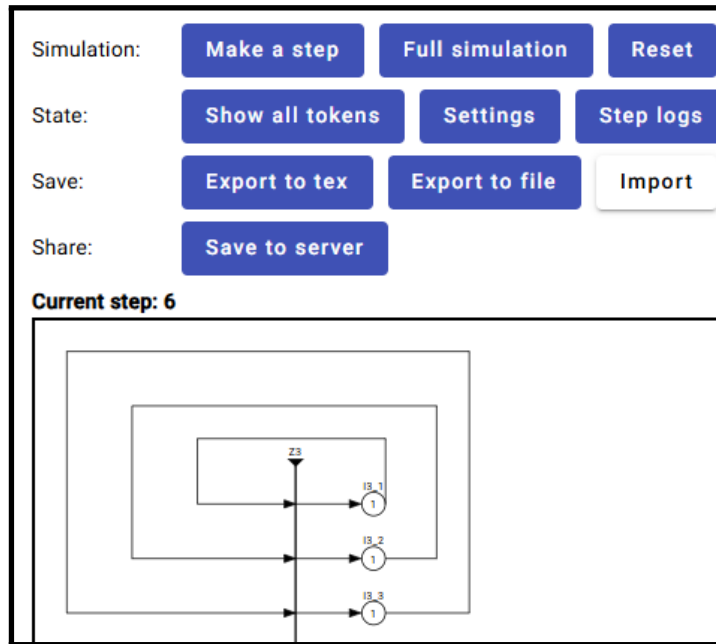 Simulation: Make a step Full simulation Reset
State: Show all tokens Settings Step logs
Save: Export to tex Export to file Import
Share: Save to server
Current step: 6
Z3
I3_1
1
I3_2
1
I3_3
1